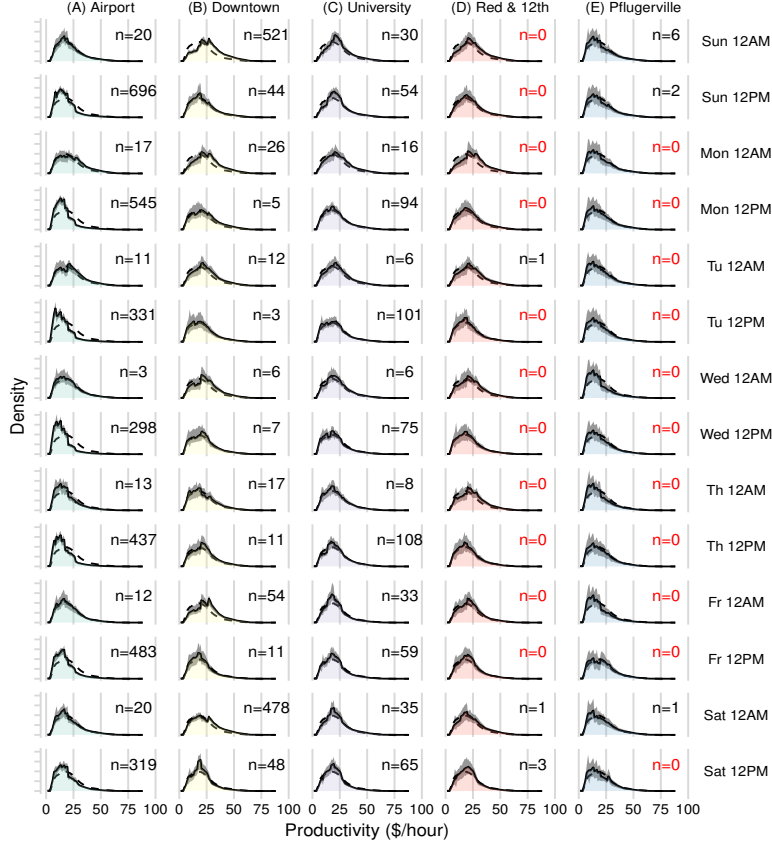 (A) Airport (B) Downtown (C) University (D) Red & 12th (E) Pflugerville
n=20 n=521 n=30 n=0 n=6 Sun 12AM
n=696 n=44 n=54 n=0 n=2 Sun 12PM
n=17 n=26 n=16 n=0 n=0 Mon 12AM
n=545 n=5 n=94 n=0 n=0 Mon 12PM
n=11 n=12 n=6 n=1 n=0 Tu 12AM
n=331 n=3 n=101 n=0 n=0 Tu 12PM
n=3 n=6 n=6 n=0 n=0 Wed 12AM
n=298 n=7 n=75 n=0 n=0 Wed 12PM
n=13 n=17 n=8 n=0 n=0 Th 12AM
n=437 n=11 n=108 n=0 n=0 Th 12PM
n=12 n=54 n=33 n=0 n=0 Fr 12AM
n=483 n=11 n=59 n=0 n=0 Fr 12PM
n=20 n=478 n=35 n=1 n=1 Sat 12AM
n=319 n=48 n=65 n=3 n=0 Sat 12PM
Density
0 25 50 75 100 0 25 50 75 100 0 25 50 75 100 0 25 50 75 100 0 25 50 75 100
Productivity ($/hour)